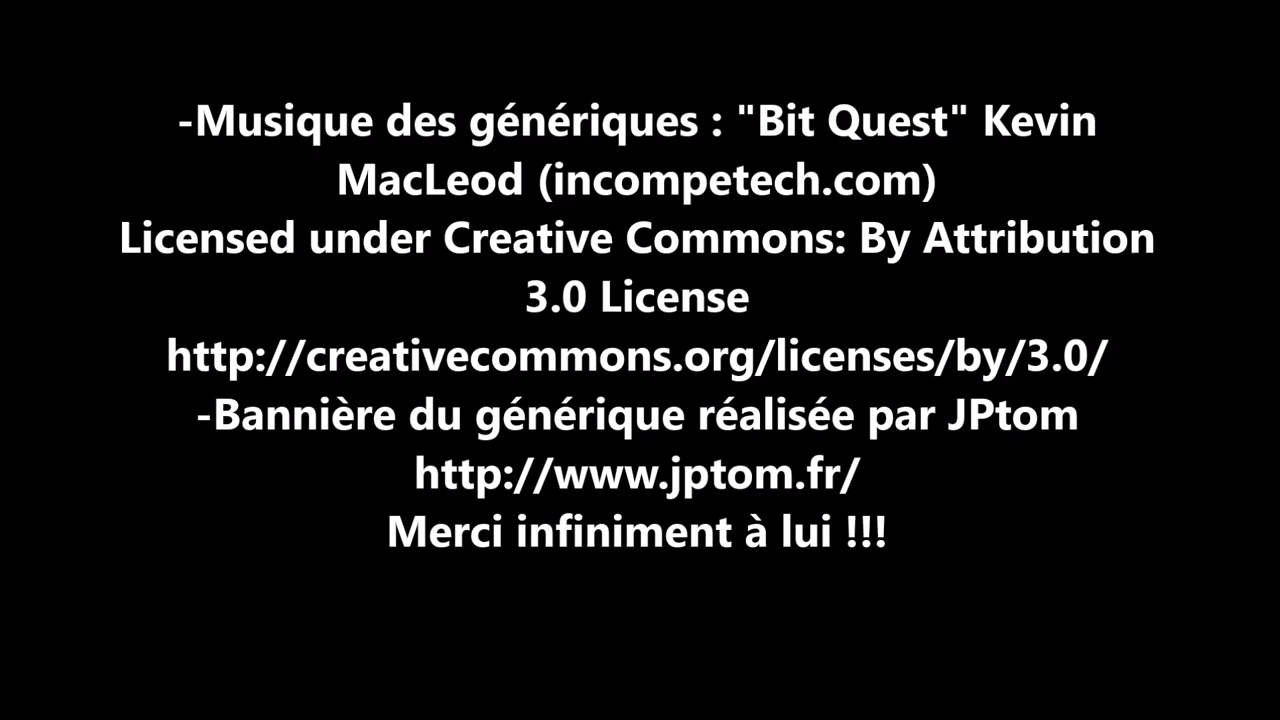 -Musique des génériques : "Bit Quest" Kevin
MacLeod (incompetech.com)
Licensed under Creative Commons: By Attribution
3.0 License
http://creativecommons.org/licenses/by/3.0/
-Bannière du générique réalisée par JPtom
http://www.jptom.fr/
Merci infiniment à lui !!!